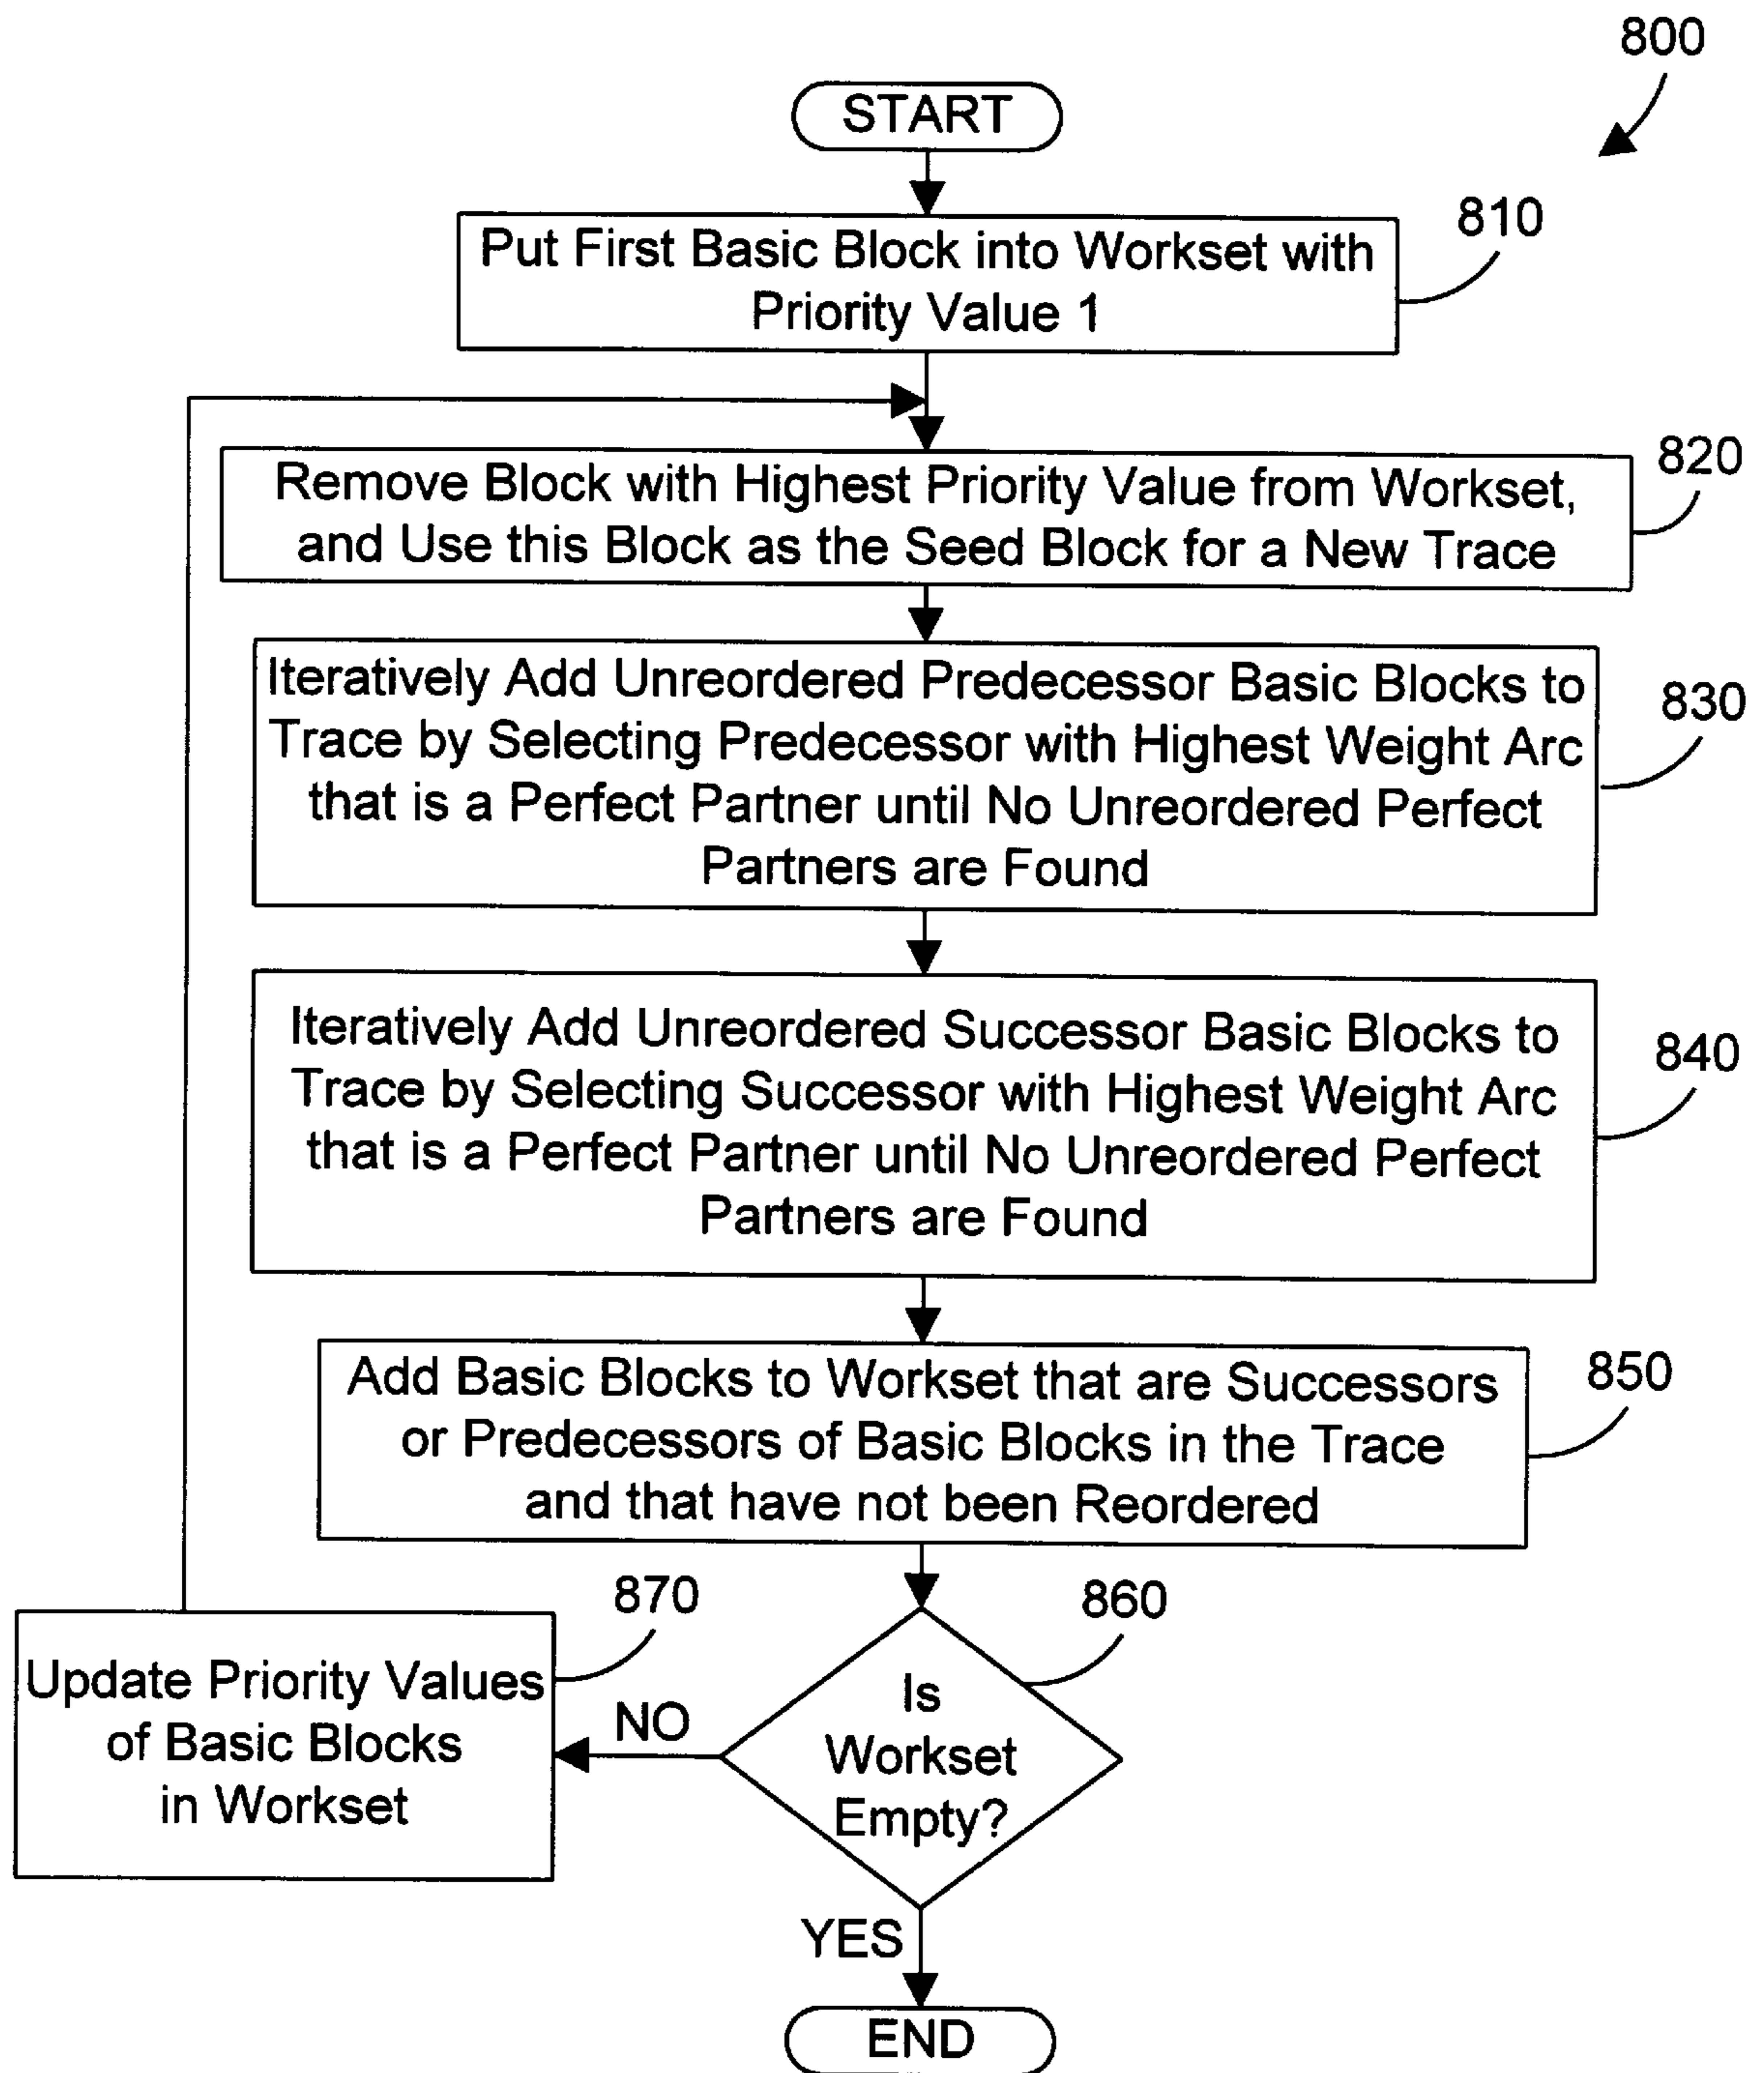 800
START
810
Put First Basic Block into Workset with
Priority Value 1
820
Remove Block with Highest Priority Value from Workset,
and Use this Block as the Seed Block for a New Trace
830
Iteratively Add Unreordered Predecessor Basic Blocks to
Trace by Selecting Predecessor with Highest Weight Arc
that is a Perfect Partner until No Unreordered Perfect
Partners are Found
840
Iteratively Add Unreordered Successor Basic Blocks to
Trace by Selecting Successor with Highest Weight Arc
that is a Perfect Partner until No Unreordered Perfect
Partners are Found
850
Add Basic Blocks to Workset that are Successors
or Predecessors of Basic Blocks in the Trace
and that have not been Reordered
870
860
Update Priority Values
of Basic Blocks
in Workset
NO
Is
Workset
Empty?
YES
END